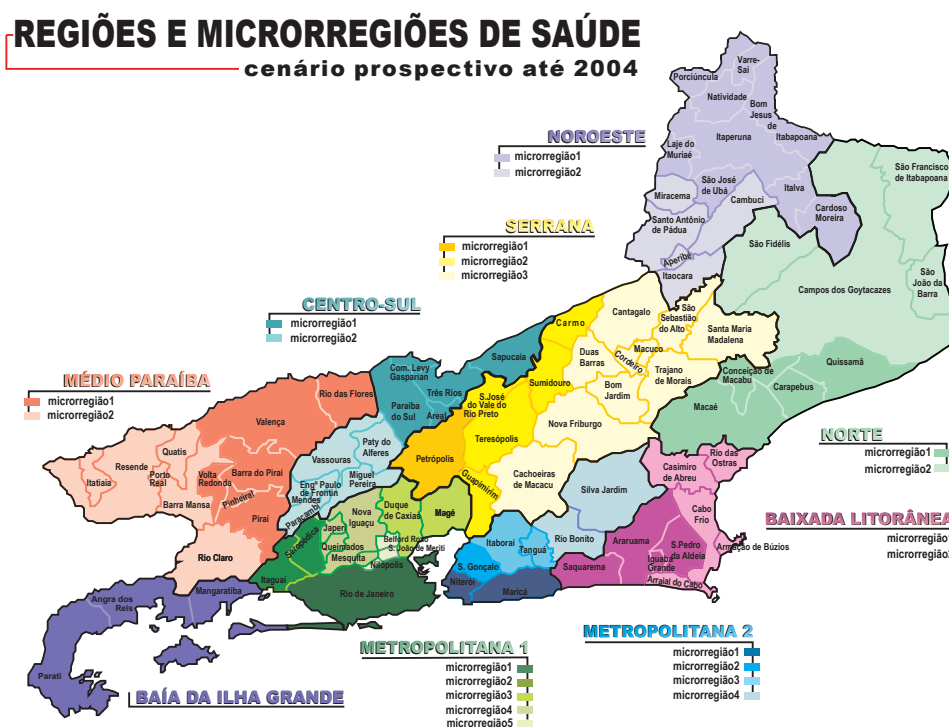 REGIÕES E MICRORREGIÕES DE SAÚDE
cenário prospectivo até 2004
NOROESTE
microrregião1
microrregião2
SERRANA
microrregião1
microrregião2
microrregião3
CENTRO-SUL
microrregião1
microrregião2
MÉDIO PARAÍBA
microrregião1
microrregião2
NORTE
microrregião1
microrregião2
BAIXADA LITORÂNEA
microrregião1
microrregião
METROPOLITANA 1
microrregião1
microrregião2
microrregião3
microrregião4
microrregião5
METROPOLITANA 2
microrregião1
microrregião2
microrregião3
microrregião4
BAÍA DA ILHA GRANDE
Porciúncula
Varre-
Sai
Natividade
Bom
Jesus
de
Itabapoana
Itaperuna
Laje do
Muriaé
São José
de Ubá
Italva
Miracema
Cambuci
Cardoso
Moreira
Santo Antônio
de Pádua
Aperibé
Itaocara
São Francisco
de Itabapoana
São Fidélis
Campos dos Goytacazes
São
João da
Barra
Cantagalo
São
Sebastião
do Alto
Santa Maria
Madalena
Carmo
Macuco
Cordeiro
Duas
Barras
Trajano
de Morais
Bom
Jardim
Sumidouro
Nova Friburgo
Conceição de
Macabu
Quissamã
Carapebus
Macaé
Sapucaia
Com. Levy
Gasparian
Três Rios
Areal
Paraíba
do Sul
S.José
do Vale do
Rio Preto
Teresópolis
Petrópolis
Guapimirim
Cachoeiras
de Macacu
Rio das Flores
Valença
Paty do
Alferes
Vassouras
Miguel
Pereira
Engº Paulo
de Frontin
Mendes
Paracambi
Quatis
Resende
Itatiaia
Porto
Real
Volta
Redonda
Barra do Piraí
Pinheiral
Barra Mansa
Piraí
Rio Claro
Seropédica
Itaguaí
Nova
Iguaçu
Japeri
Queimados
Mesquita
Duque
de Caxias
Belford Roxo
S. João de Meriti
Nilópolis
Magé
Rio de Janeiro
Itaboraí
Tanguá
S. Gonçalo
Niterói
Maricá
Rio Bonito
Silva Jardim
Casimiro
de Abreu
Rio das
Ostras
Cabo
Frio
Armação de Búzios
Araruama
S.Pedro
da Aldeia
Iguaba
Grande
Saquarema
Arraial do Cabo
Mangaratiba
Angra dos
Reis
Parati